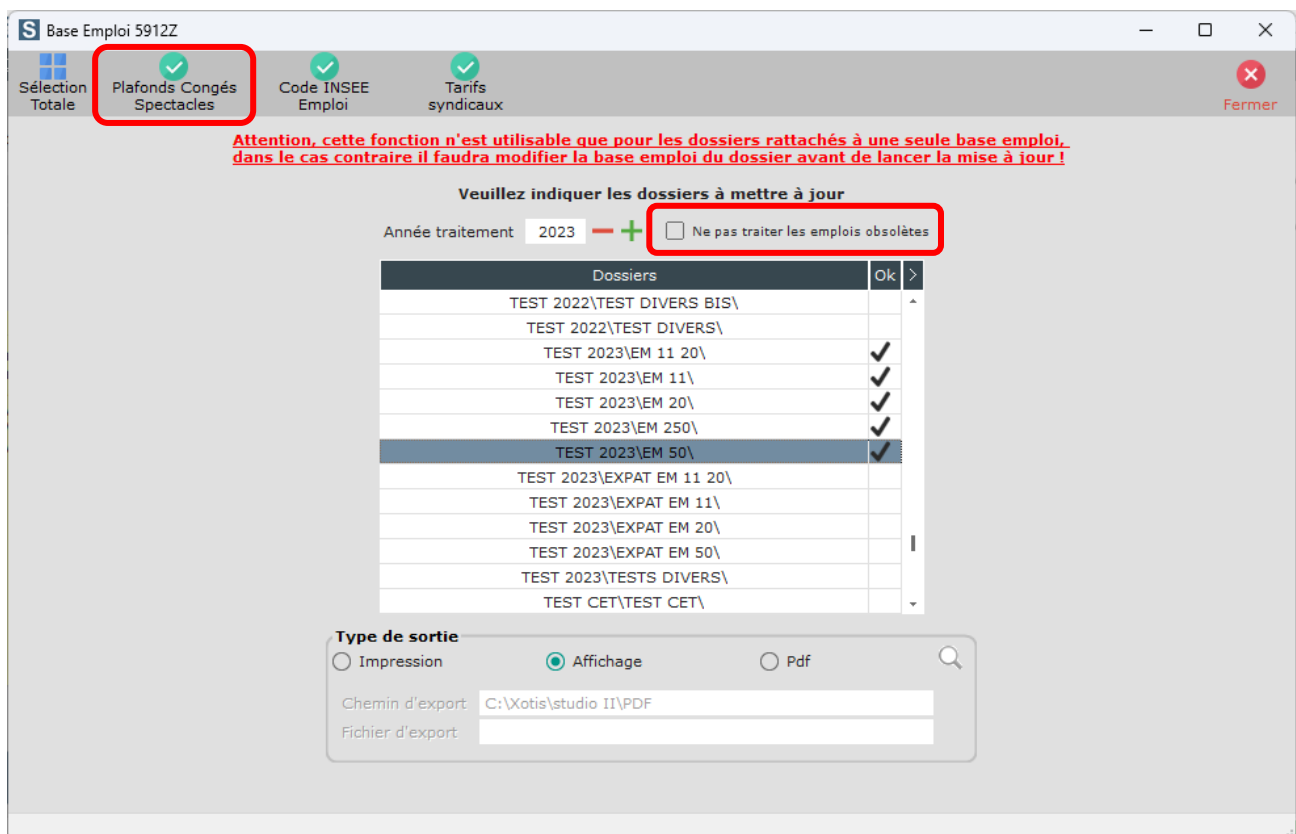 S Base Emploi 5912Z
Sélection
Totale
Plafonds Congés
Spectacles
Code INSEE
Emploi
Tarifs
syndicaux
Fermer
Attention, cette fonction n'est utilisable que pour les dossiers rattachés à une seule base emploi,
dans le cas contraire il faudra modifier la base emploi du dossier avant de lancer la mise à jour !
Veuillez indiquer les dossiers à mettre à jour
Année traitement 2023 Ne pas traiter les emplois obsolètes
Dossiers Ok >
TEST 2022\TEST DIVERS BIS\
TEST 2022\TEST DIVERS\
TEST 2023\EM 11 20\
TEST 2023\EM 11\
TEST 2023\EM 20\
TEST 2023\EM 250\
TEST 2023\EM 50\
TEST 2023\EXPAT EM 11 20\
TEST 2023\EXPAT EM 11\
TEST 2023\EXPAT EM 20\
TEST 2023\EXPAT EM 50\
TEST 2023\TESTS DIVERS\
TEST CET\TEST CET\
Type de sortie
Impression Affichage Pdf
Chemin d'export C:\Xotis\studio II\PDF
Fichier d'export